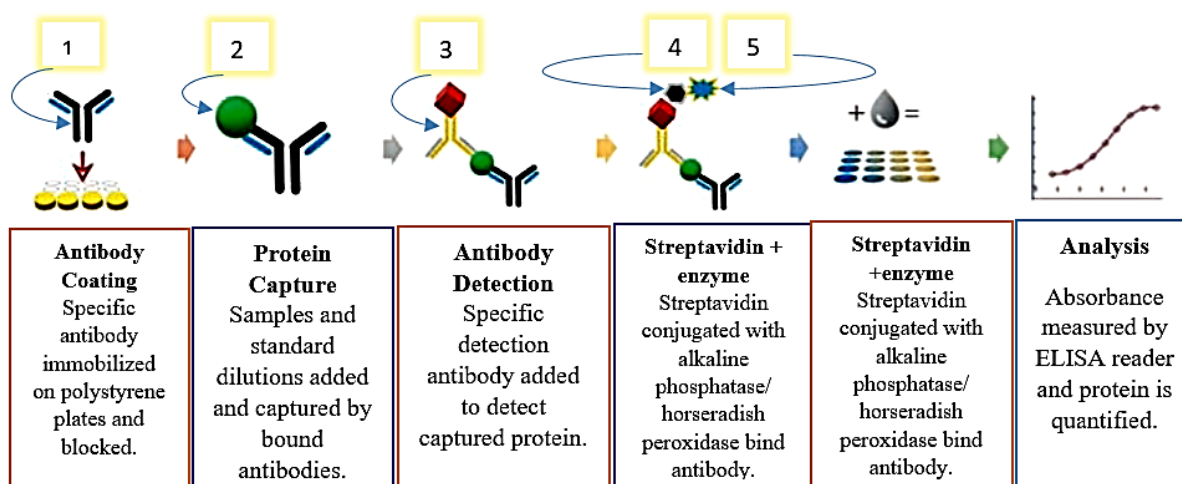 1
2
3
4
5
+
=
Antibody
Coating
Specific
antibody
immobilized
on polystyrene
plates and
blocked.
Protein
Capture
Samples and
standard
dilutions added
and captured by
bound
antibodies.
Antibody
Detection
Specific
detection
antibody added
to detect
captured protein.
Streptavidin +
enzyme
Streptavidin
conjugated with
alkaline
phosphatase/
horseradish
peroxidase bind
antibody.
Streptavidin
+enzyme
Streptavidin
conjugated with
alkaline
phosphatase/
horseradish
peroxidase bind
antibody.
Analysis
Absorbance
measured by
ELISA reader
and protein is
quantified.